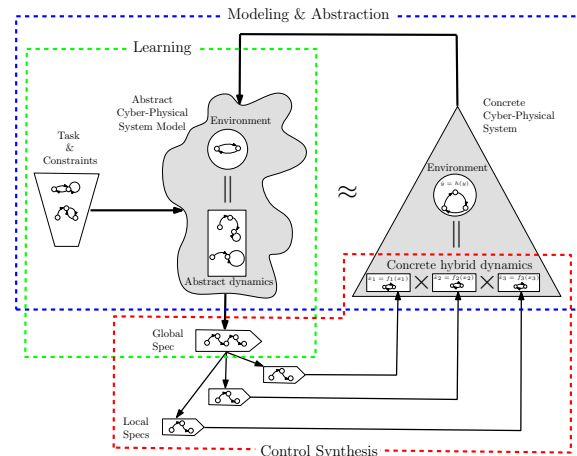 Modeling & Abstraction
Learning
Abstract
Cyber-Physical
System Model
Environment
Task
&
Constraints
Abstract dynamics
≈
Concrete
Cyber-Physical
System
Environment
y = h(y)
Concrete hybrid dynamics
Global
Spec
Local
Specs
Control Synthesis